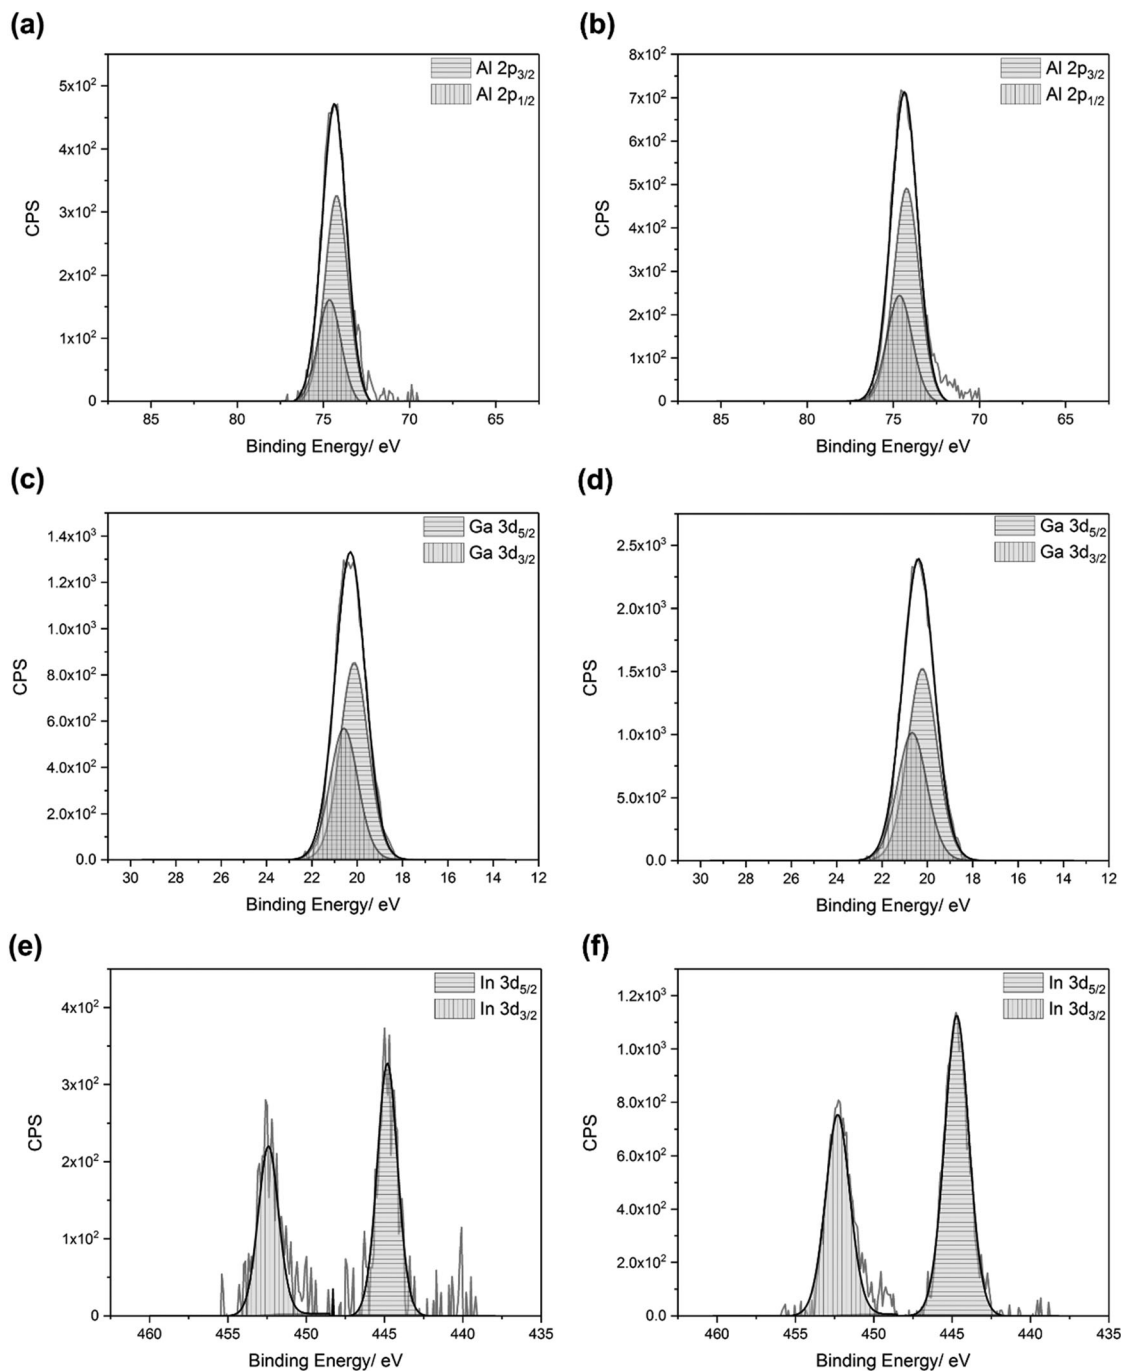 (a)
Al 2p3/2
Al 2p1/2
5x10²
4x10²
3x10²
2x10²
1x10²
0
CPS
85 80 75 70 65
Binding Energy/ eV
(b)
Al 2p3/2
Al 2p1/2
8x10²
7x10²
6x10²
5x10²
4x10²
3x10²
2x10²
1x10²
0
CPS
85 80 75 70 65
Binding Energy/ eV
(c)
Ga 3d5/2
Ga 3d3/2
1.4x10³
1.2x10³
1.0x10³
8.0x10²
6.0x10²
4.0x10²
2.0x10²
0.0
CPS
30 28 26 24 22 20 18 16 14 12
Binding Energy/ eV
(d)
Ga 3d5/2
Ga 3d3/2
2.5x10³
2.0x10³
1.5x10³
1.0x10³
5.0x10²
0.0
CPS
30 28 26 24 22 20 18 16 14 12
Binding Energy/ eV
(e)
In 3d5/2
In 3d3/2
4x10²
3x10²
2x10²
1x10²
0
CPS
460 455 450 445 440 435
Binding Energy/ eV
(f)
In 3d5/2
In 3d3/2
1.2x10³
1.0x10³
8.0x10²
6.0x10²
4.0x10²
2.0x10²
0.0
CPS
460 455 450 445 440 435
Binding Energy/ eV